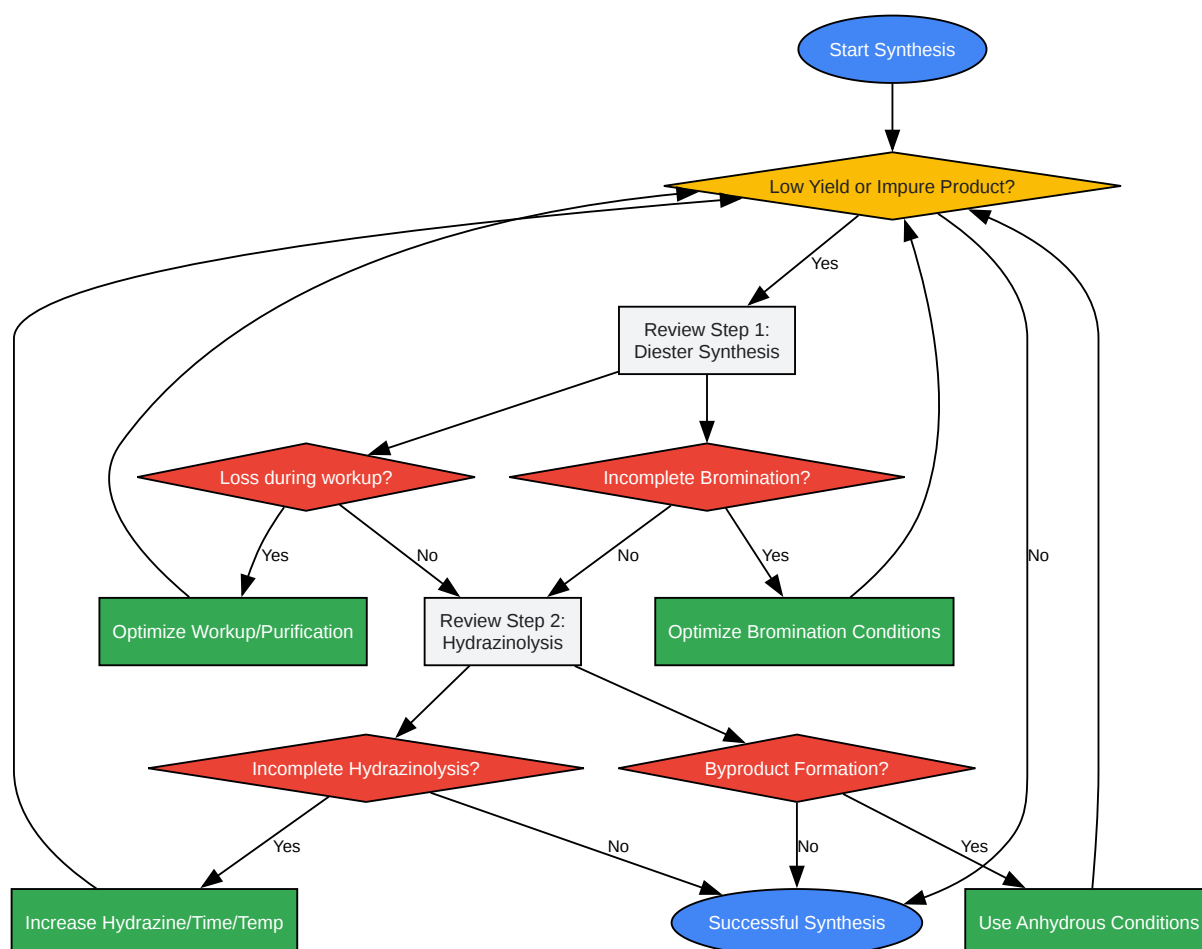 Start Synthesis
Low Yield or Impure Product?
Yes
Review Step 1:
Diester Synthesis
Loss during workup?
Incomplete Bromination?
Yes
No
No
Yes
No
Optimize Workup/Purification
Review Step 2:
Hydrazinolysis
Optimize Bromination Conditions
Incomplete Hydrazinolysis?
Byproduct Formation?
Yes
No
No
Yes
Increase Hydrazine/Time/Temp
Successful Synthesis
Use Anhydrous Conditions